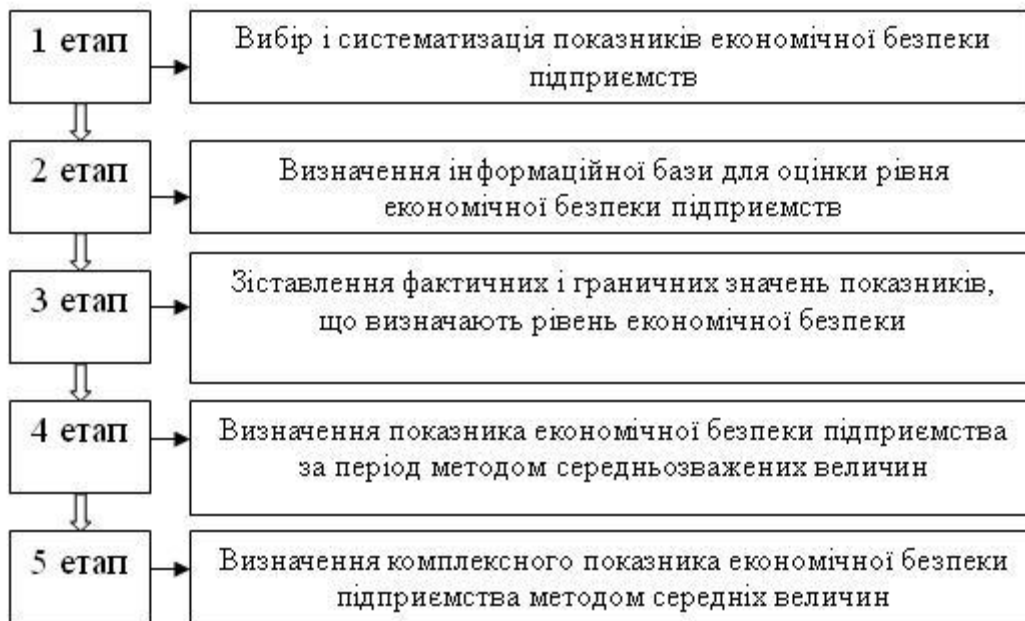 1 етап
Вибір і систематизація показників економічної безпеки
підприємств
2 етап
Визначення інформаційної бази для оцінки рівня
економічної безпеки підприємств
3 етап
Зіставлення фактичних і граничних значень показників,
що визначають рівень економічної безпеки
4 етап
Визначення показника економічної безпеки підприємства
за період методом середньозважених величин
5 етап
Визначення комплексного показника економічної безпеки
підприємства методом середніх величин